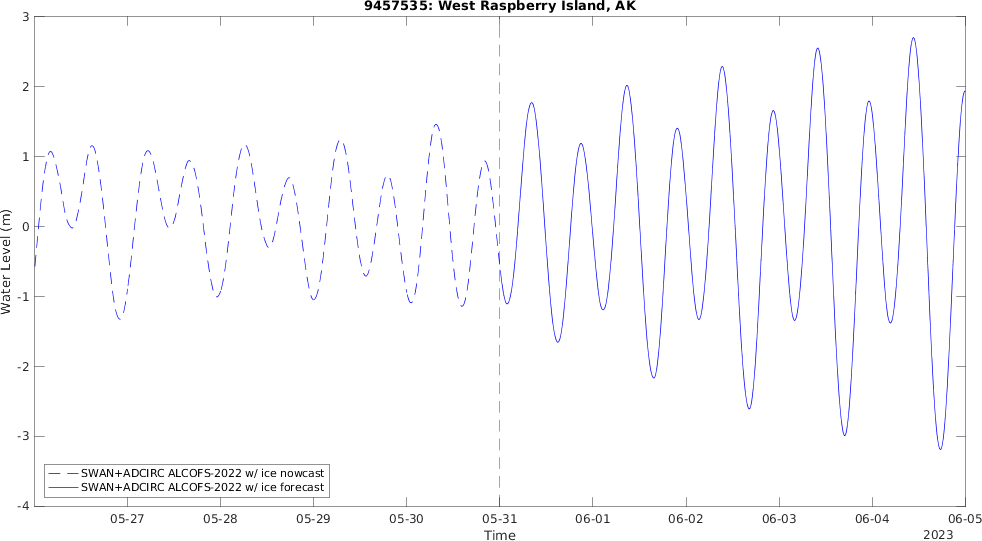 9457535: West Raspberry Island, AK
3
2
1
0
-1
-2
-3
-4
Water Level (m)
SWAN+ADCIRC ALCOFS-2022 w/ ice nowcast
SWAN+ADCIRC ALCOFS-2022 w/ ice forecast
05-27 05-28 05-29 05-30 05-31 06-01 06-02 06-03 06-04 06-05
Time
2023